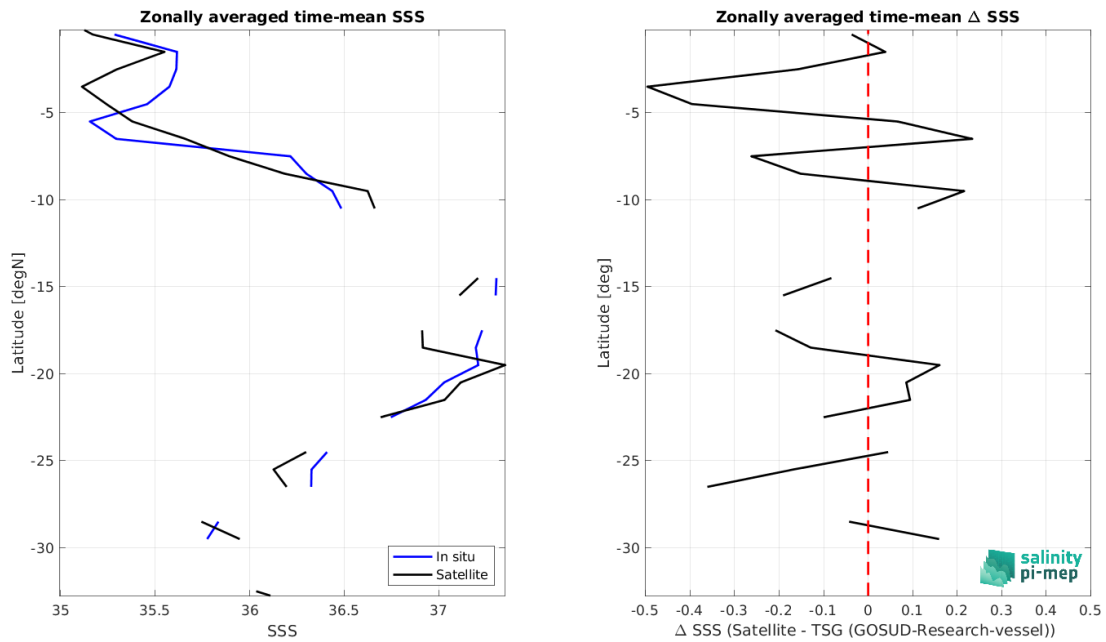 Zonally averaged time-mean SSS
Latitude [degN]
-5
-10
-15
-20
-25
-30
35
35.5
36
36.5
37
SSS
In situ
Satellite
Zonally averaged time-mean Δ SSS
Latitude [deg]
-5
-10
-15
-20
-25
-30
-0.5
-0.4
-0.3
-0.2
-0.1
0
0.1
0.2
0.3
0.4
0.5
Δ SSS (Satellite - TSG (GOSUD-Research-vessel))
salinity
pi-mep